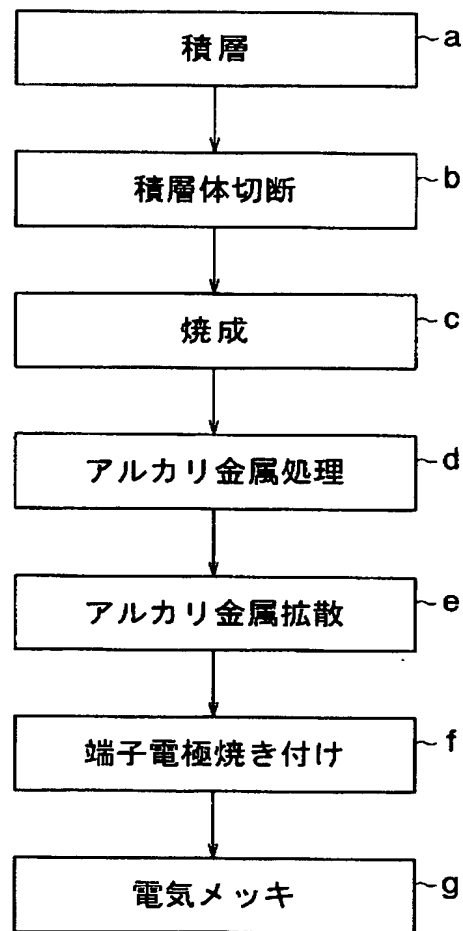 積層 ~a
積層体切断 ~b
焼成 ~c
アルカリ金属処理 ~d
アルカリ金属拡散 ~e
端子電極焼き付け ~f
電気メッキ ~g